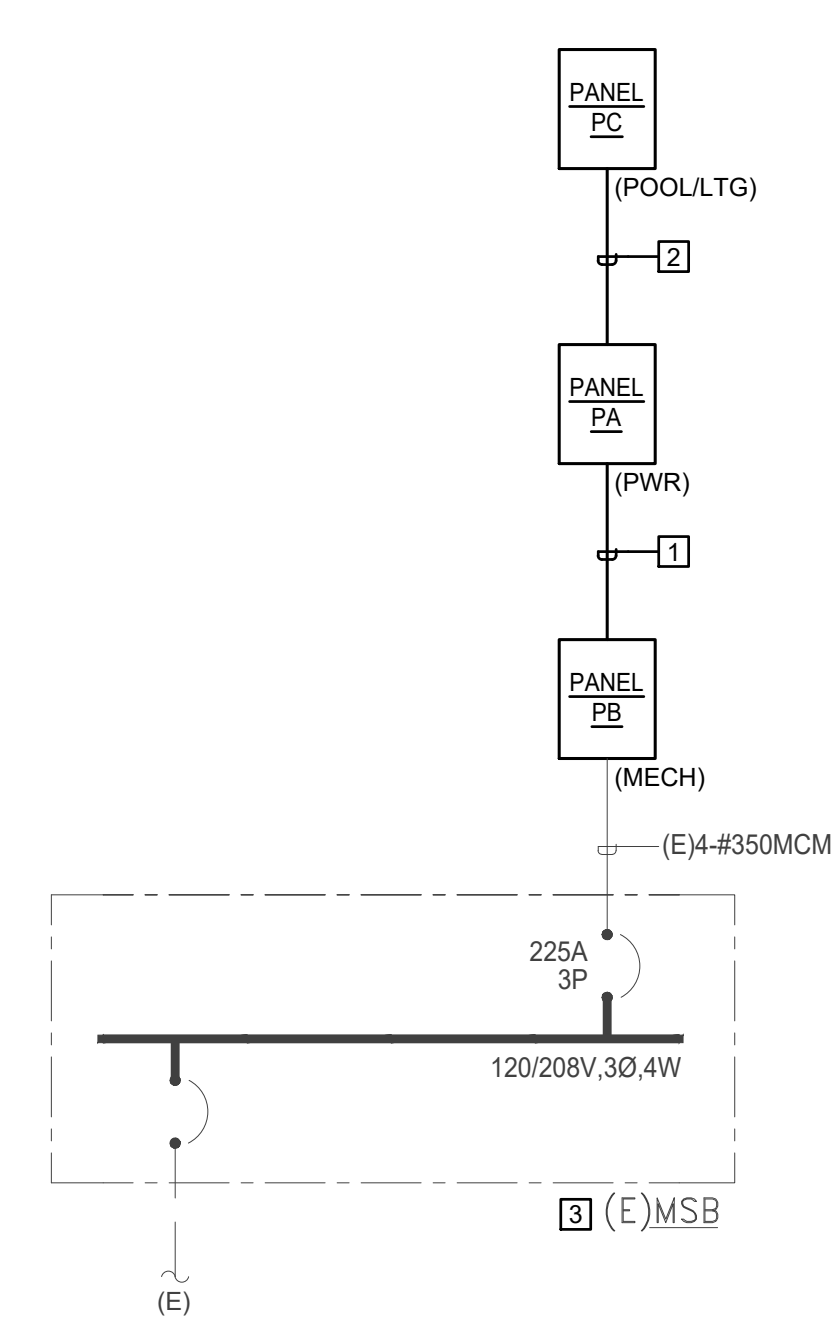 PANEL
PC
(POOL/LTG)
2
PANEL
PA
(PWR)
1
PANEL
PB
(MECH)
(E)4-#350MCM
225A
3P
120/208V,3Ø,4W
3 (E)MSB
(E)